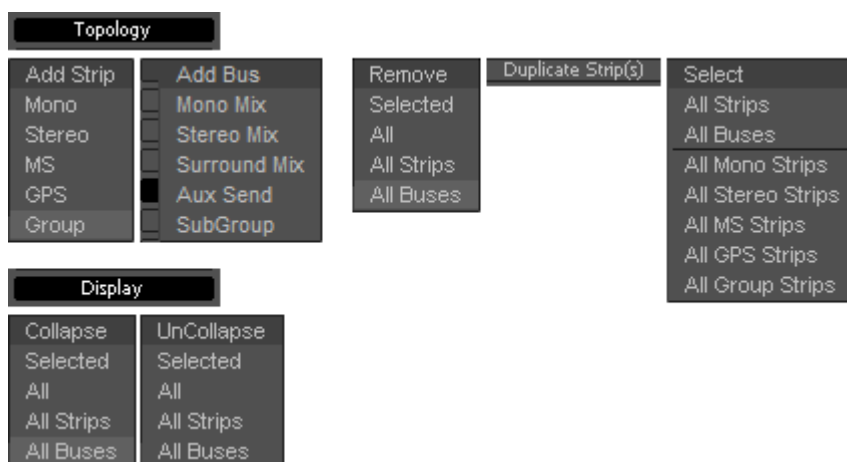 Topology
Add Strip
Mono
Stereo
MS
GPS
Group
Add Bus
Mono Mix
Stereo Mix
Surround Mix
Aux Send
SubGroup
Remove
Selected
All
All Strips
All Buses
Duplicate Strip(s)
Select
All Strips
All Buses
All Mono Strips
All Stereo Strips
All MS Strips
All GPS Strips
All Group Strips
Display
Collapse
Selected
All
All Strips
All Buses
UnCollapse
Selected
All
All Strips
All Buses